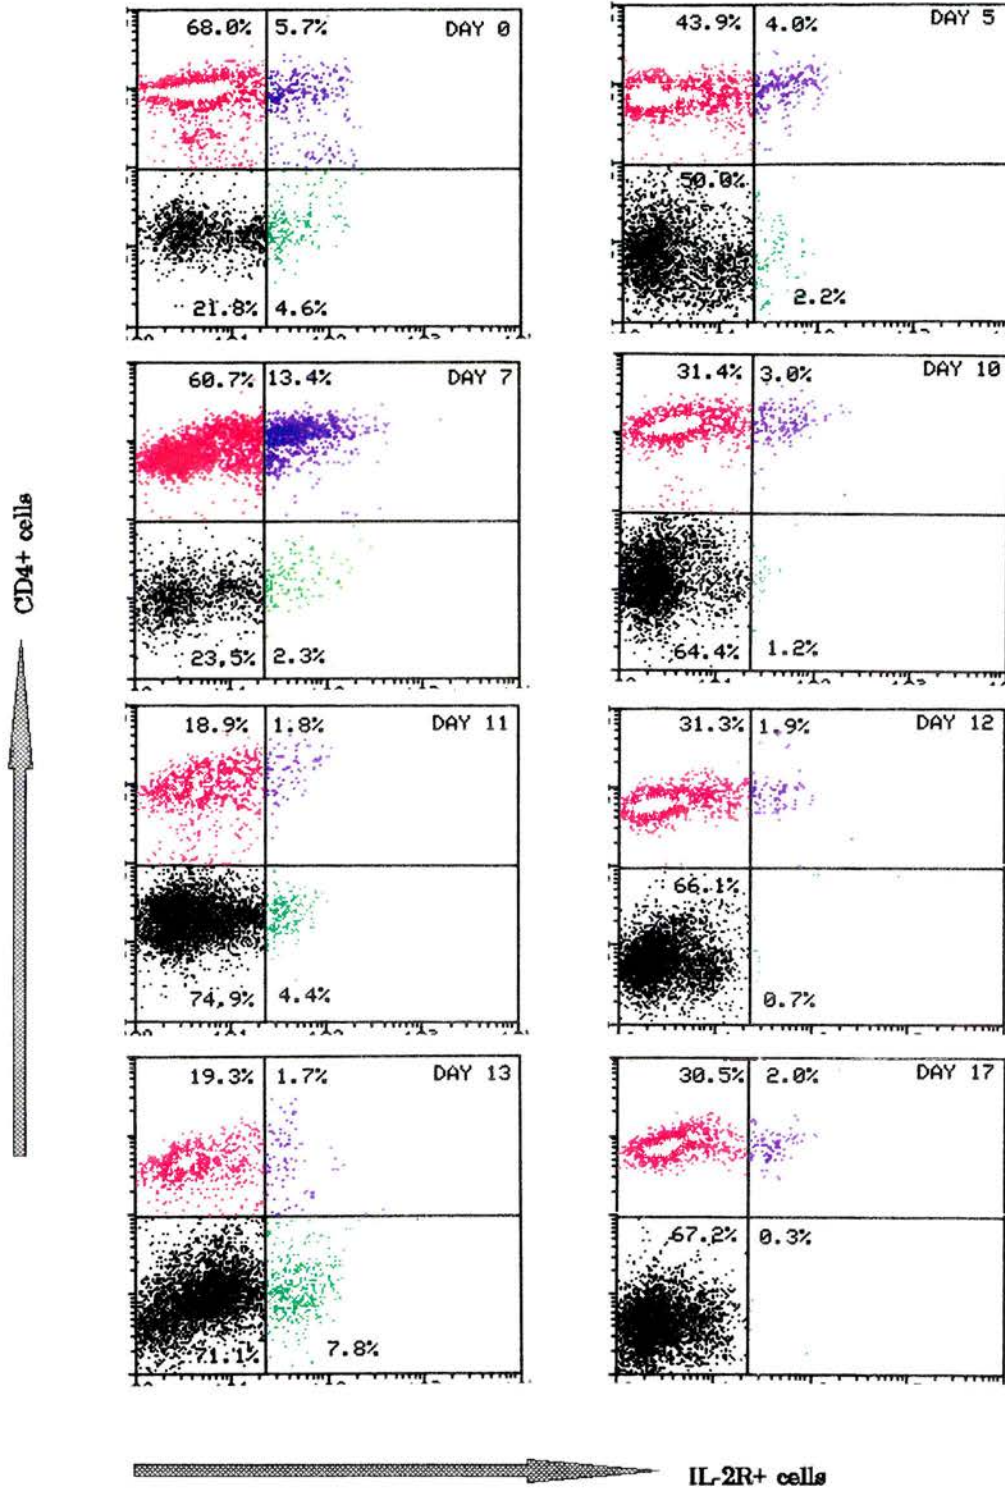 68.0% 5.7% DAY 0
21.8% 4.6%
43.9% 4.0% DAY 5
50.0%
2.2%
60.7% 13.4% DAY 7
23.5% 2.3%
31.4% 3.0% DAY 10
64.4% 1.2%
18.9% 1.8% DAY 11
74.9% 4.4%
31.3% 1.9% DAY 12
66.1%
0.7%
19.3% 1.7% DAY 13
71.1% 7.8%
30.5% 2.0% DAY 17
67.2% 0.3%
CD4+ cells
IL-2R+ cells